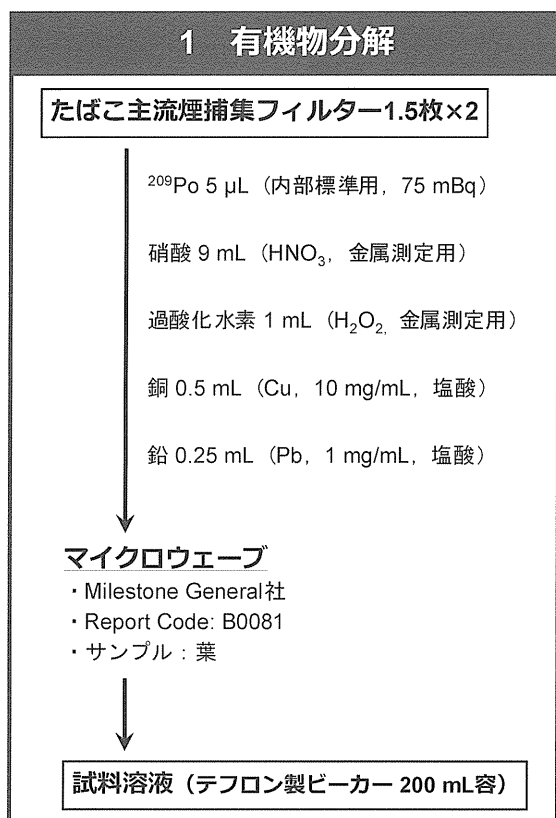 1　有機物分解
たばこ主流煙捕集フィルター1.5枚×2
²⁰⁹Po 5 µL（内部標準用，75 mBq）
硝酸 9 mL（HNO₃，金属測定用）
過酸化水素 1 mL（H₂O₂, 金属測定用）
銅 0.5 mL（Cu，10 mg/mL，塩酸）
鉛 0.25 mL（Pb，1 mg/mL，塩酸）
マイクロウェーブ
・Milestone General社
・Report Code: B0081
・サンプル：葉
試料溶液（テフロン製ビーカー 200 mL容）